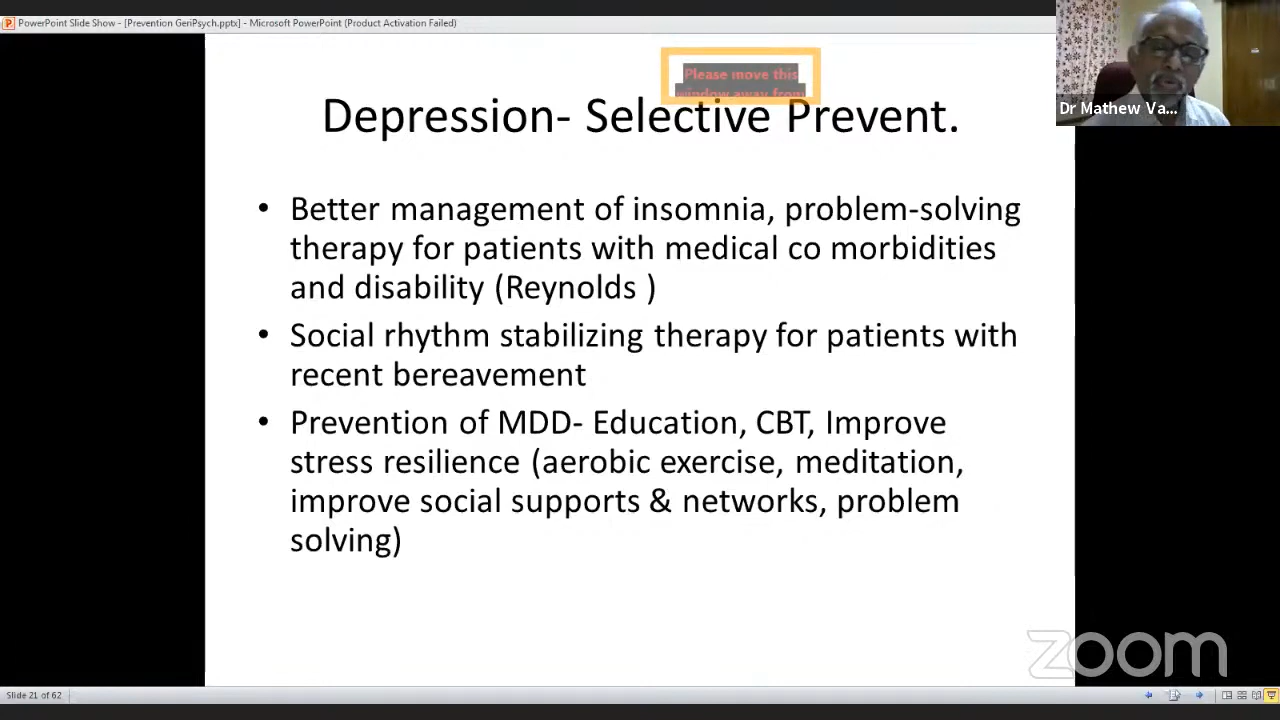 PowerPoint Slide Show - [Prevention GeriPsych.pptx] - Microsoft PowerPoint (Product Activation Failed)
Please move this
window away from
Dr Mathew Va...
Depression- Selective Prevent.
• Better management of insomnia, problem-solving
therapy for patients with medical co morbidities
and disability (Reynolds )
• Social rhythm stabilizing therapy for patients with
recent bereavement
• Prevention of MDD- Education, CBT, Improve
stress resilience (aerobic exercise, meditation,
improve social supports & networks, problem
solving)
zoom
Slide 21 of 62